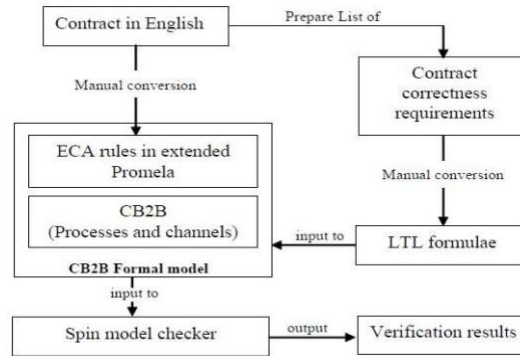 Contract in English
Prepare List of
Contract
correctness
requirements
Manual conversion
ECA rules in extended
Promela
Manual conversion
CB2B
(Processes and channels)
input to
LTL formulae
CB2B Formal model
input to
Spin model checker
output
Verification results